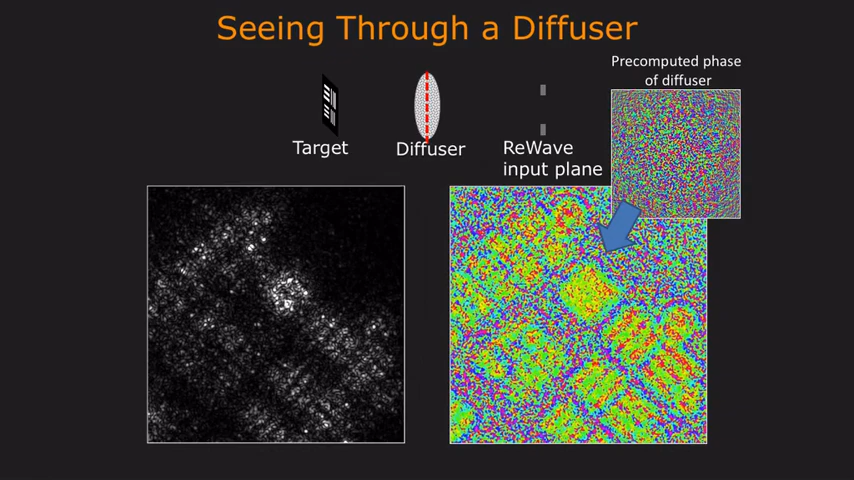 Seeing Through a Diffuser
Precomputed phase
of diffuser
Target
Diffuser
ReWave
input plane